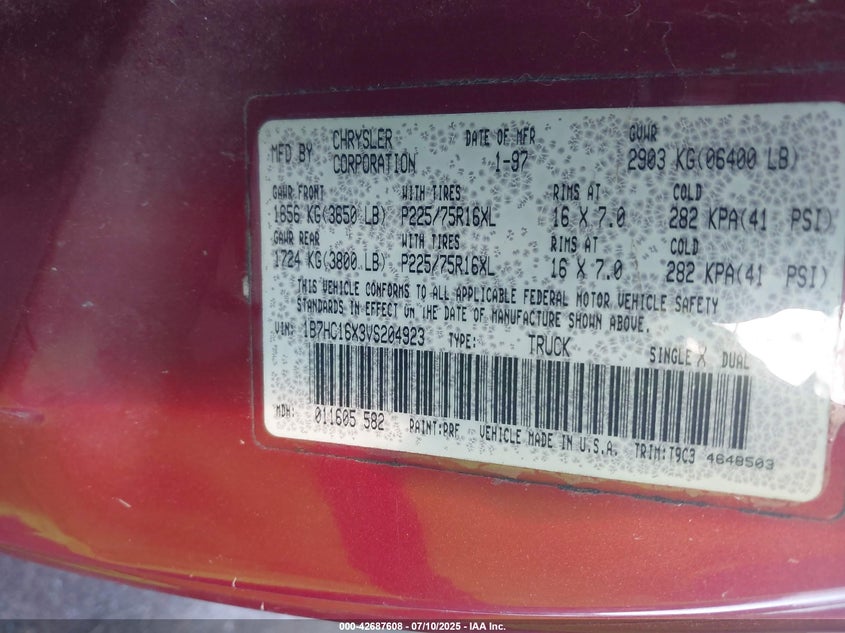 MFD BY CHRYSLER CORPORATION DATE OF MFR 1-97 GVWR 2903 KG(06400 LB)
GAWR FRONT WITH TIRES RIMS AT COLD
1656 KG(3650 LB) P225/75R16XL 16 X 7.0 282 KPA(41 PSI)
GAWR REAR WITH TIRES RIMS AT COLD
1724 KG(3800 LB) P225/75R16XL 16 X 7.0 282 KPA(41 PSI)
THIS VEHICLE CONFORMS TO ALL APPLICABLE FEDERAL MOTOR VEHICLE SAFETY
STANDARDS IN EFFECT ON THE DATE OF MANUFACTURE SHOWN ABOVE.
VIN: 1B7HC16X3VS204923 TYPE: TRUCK SINGLE X DUAL
MDH: 011605 582 PAINT:PRF VEHICLE MADE IN U.S.A. TRIM:T9C3 4648503
000-42687608 - 07/10/2025 - IAA Inc.